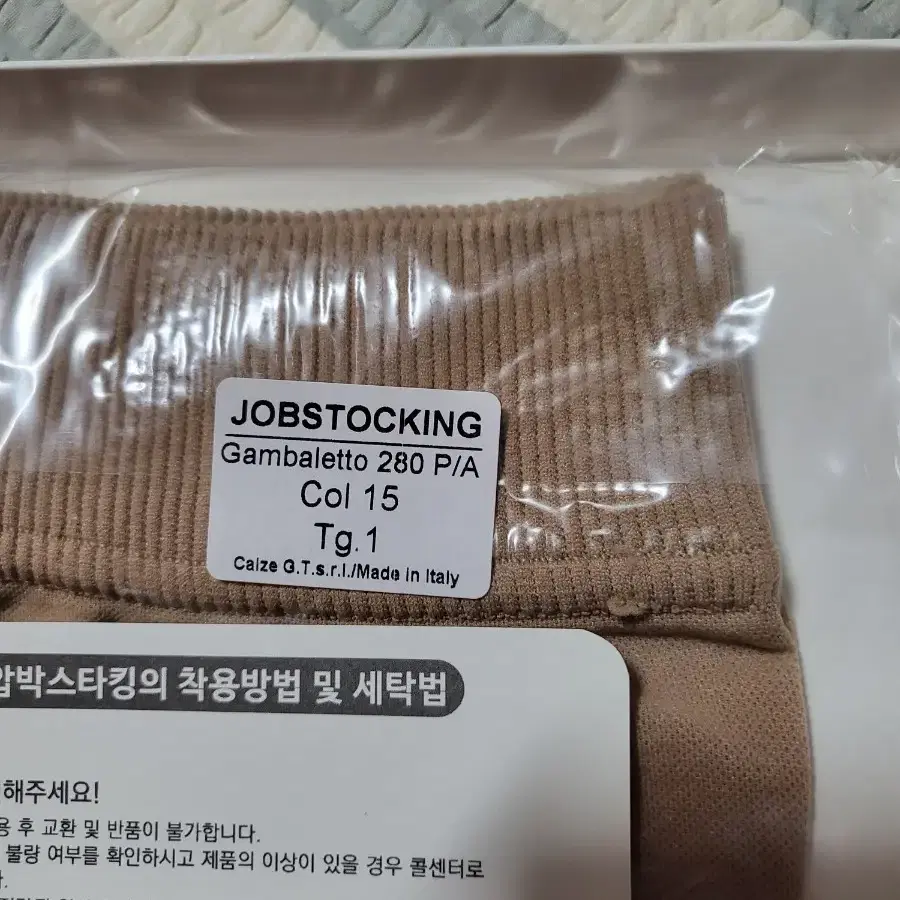 JOBSTOCKING
Gambaletto 280 P/A
Col 15
Tg.1
Calze G.T.s.r.l./Made in Italy
압박스타킹의 착용방법 및 세탁법
해주세요!
후 교환 및 반품이 불가합니다.
불량 여부를 확인하시고 제품의 이상이 있을 경우 콜센터로